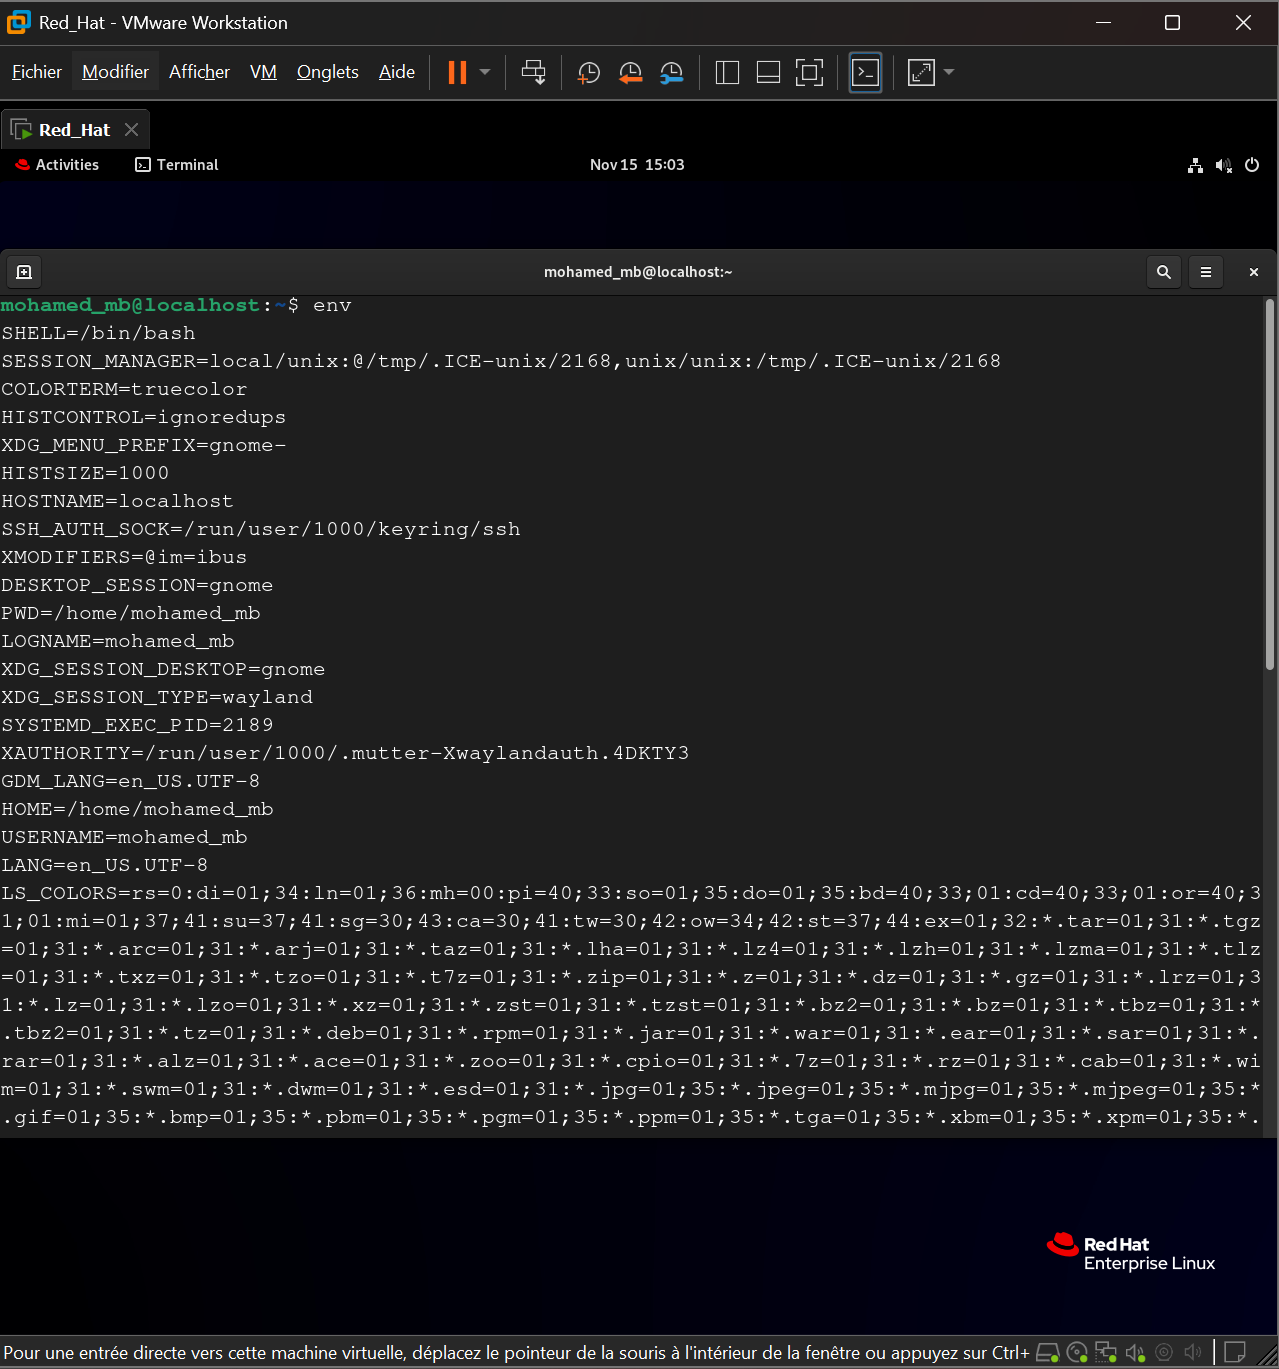 Red_Hat - VMware Workstation
Fichier Modifier Afficher VM Onglets Aide
Red_Hat
Activities Terminal Nov 15 15:03
mohamed_mb@localhost:~
mohamed_mb@localhost:~$ env
SHELL=/bin/bash
SESSION_MANAGER=local/unix:@/tmp/.ICE-unix/2168,unix/unix:/tmp/.ICE-unix/2168
COLORTERM=truecolor
HISTCONTROL=ignoredups
XDG_MENU_PREFIX=gnome-
HISTSIZE=1000
HOSTNAME=localhost
SSH_AUTH_SOCK=/run/user/1000/keyring/ssh
XMODIFIERS=@im=ibus
DESKTOP_SESSION=gnome
PWD=/home/mohamed_mb
LOGNAME=mohamed_mb
XDG_SESSION_DESKTOP=gnome
XDG_SESSION_TYPE=wayland
SYSTEMD_EXEC_PID=2189
XAUTHORITY=/run/user/1000/.mutter-Xwaylandauth.4DKTY3
GDM_LANG=en_US.UTF-8
HOME=/home/mohamed_mb
USERNAME=mohamed_mb
LANG=en_US.UTF-8
LS_COLORS=rs=0:di=01;34:ln=01;36:mh=00:pi=40;33:so=01;35:do=01;35:bd=40;33;01:cd=40;33;01:or=40;3
1;01:mi=01;37;41:su=37;41:sg=30;43:ca=30;41:tw=30;42:ow=34;42:st=37;44:ex=01;32:*.tar=01;31:*.tgz
=01;31:*.arc=01;31:*.arj=01;31:*.taz=01;31:*.lha=01;31:*.lz4=01;31:*.lzh=01;31:*.lzma=01;31:*.tlz
=01;31:*.txz=01;31:*.tzo=01;31:*.t7z=01;31:*.zip=01;31:*.z=01;31:*.dz=01;31:*.gz=01;31:*.lrz=01;3
1:*.lz=01;31:*.lzo=01;31:*.xz=01;31:*.zst=01;31:*.tzst=01;31:*.bz2=01;31:*.bz=01;31:*.tbz=01;31:*
.tbz2=01;31:*.tz=01;31:*.deb=01;31:*.rpm=01;31:*.jar=01;31:*.war=01;31:*.ear=01;31:*.sar=01;31:*.
rar=01;31:*.alz=01;31:*.ace=01;31:*.zoo=01;31:*.cpio=01;31:*.7z=01;31:*.rz=01;31:*.cab=01;31:*.wi
m=01;31:*.swm=01;31:*.dwm=01;31:*.esd=01;31:*.jpg=01;35:*.jpeg=01;35:*.mjpg=01;35:*.mjpeg=01;35:*
.gif=01;35:*.bmp=01;35:*.pbm=01;35:*.pgm=01;35:*.ppm=01;35:*.tga=01;35:*.xbm=01;35:*.xpm=01;35:*.
Red Hat
Enterprise Linux
Pour une entrée directe vers cette machine virtuelle, déplacez le pointeur de la souris à l'intérieur de la fenêtre ou appuyez sur Ctrl+